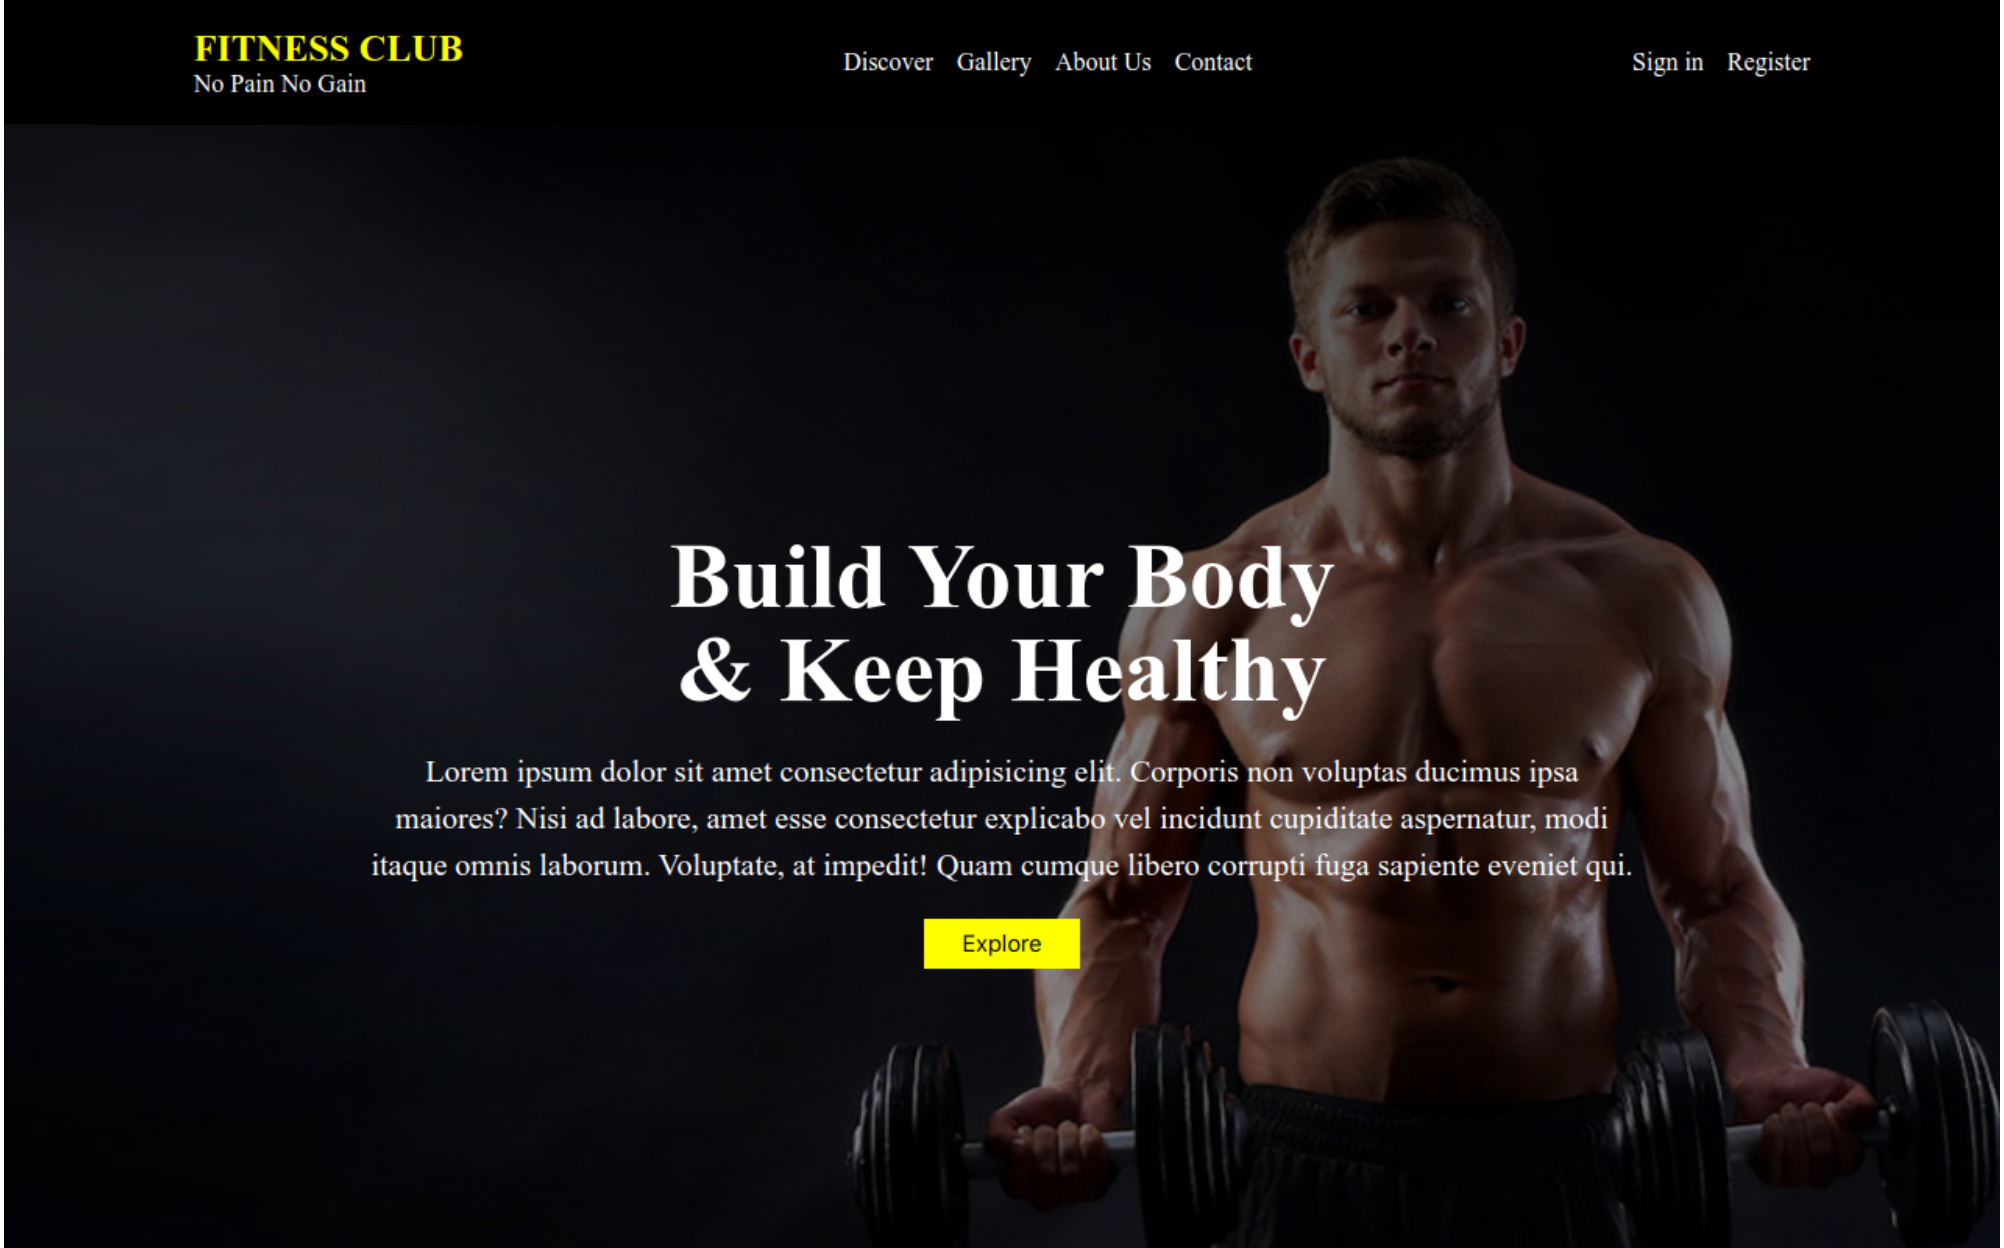 FITNESS CLUB
No Pain No Gain
Discover Gallery About Us Contact
Sign in Register
Build Your Body
& Keep Healthy
Lorem ipsum dolor sit amet consectetur adipisicing elit. Corporis non voluptas ducimus ipsa
maiores? Nisi ad labore, amet esse consectetur explicabo vel incidunt cupiditate aspernatur, modi
itaque omnis laborum. Voluptate, at impedit! Quam cumque libero corrupti fuga sapiente eveniet qui.
Explore